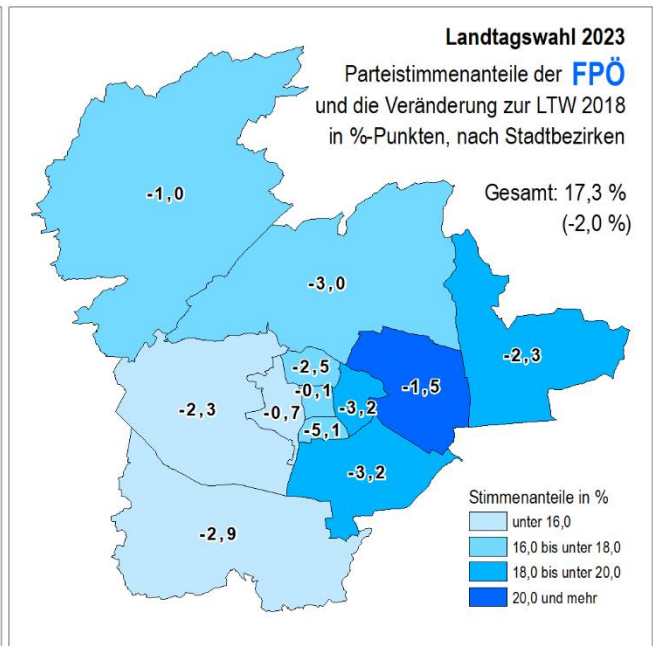 Landtagswahl 2023
Parteistimmenanteile der FPÖ
und die Veränderung zur LTW 2018
in %-Punkten, nach Stadtbezirken
Gesamt: 17,3 %
(-2,0 %)
-1,0
-3,0
-2,3
-2,5
-1,5
-0,1
-2,3
-0,7
-3,2
-5,1
-3,2
-2,9
Stimmenanteile in %
unter 16,0
16,0 bis unter 18,0
18,0 bis unter 20,0
20,0 und mehr